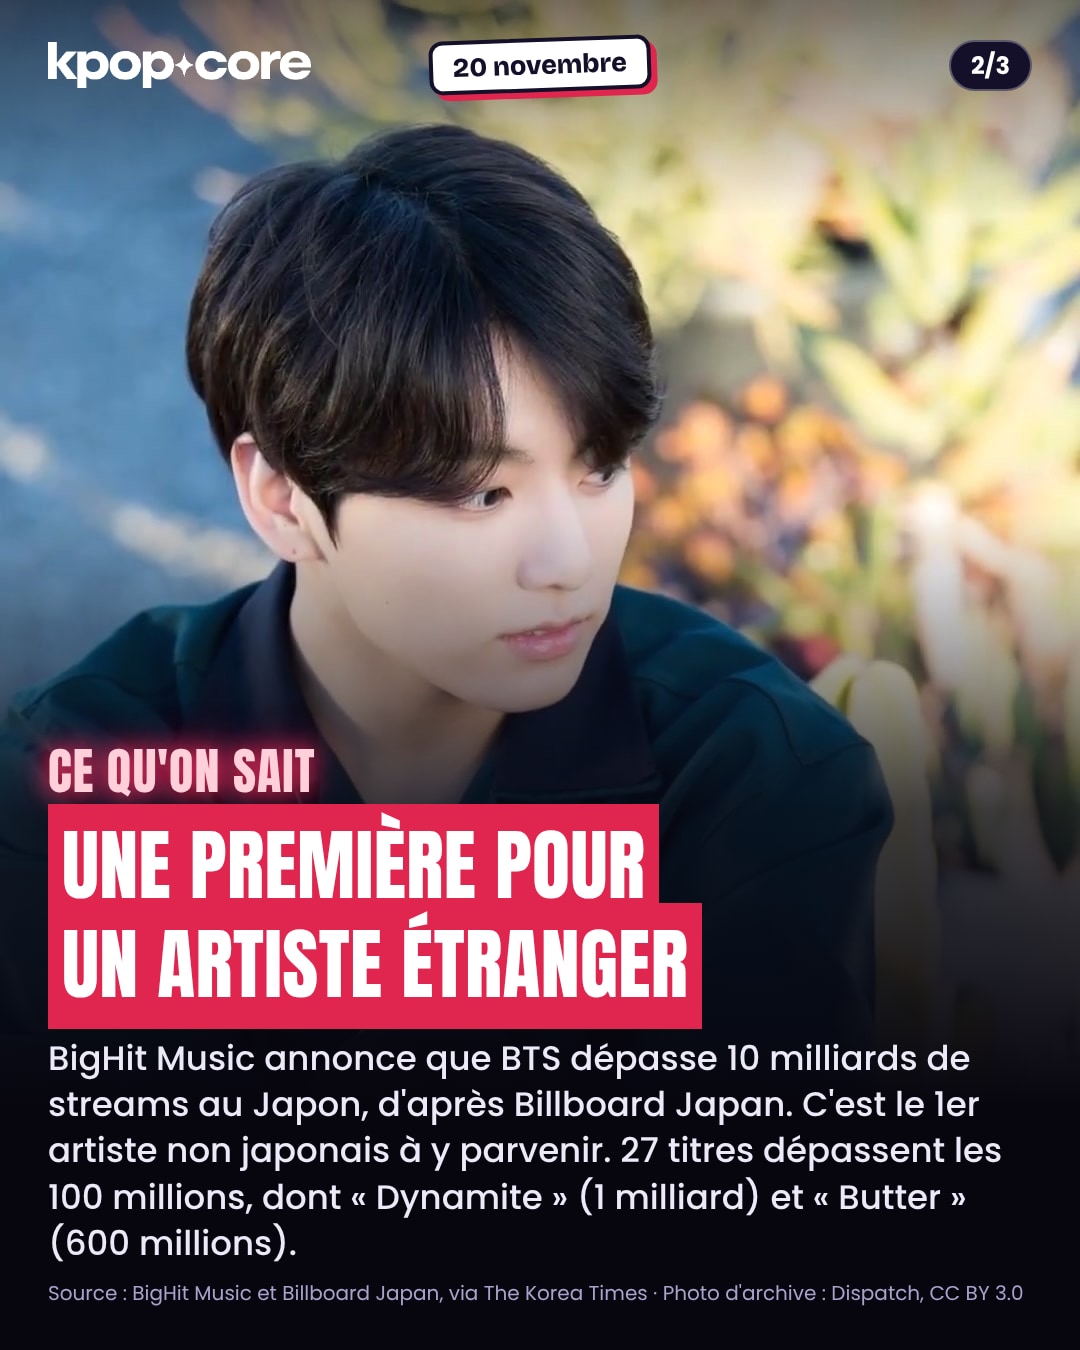 kpop✦core
20 novembre
2/3
CE QU'ON SAIT
UNE PREMIÈRE POUR
UN ARTISTE ÉTRANGER
BigHit Music annonce que BTS dépasse 10 milliards de
streams au Japon, d'après Billboard Japan. C'est le 1er
artiste non japonais à y parvenir. 27 titres dépassent les
100 millions, dont « Dynamite » (1 milliard) et « Butter »
(600 millions).
Source : BigHit Music et Billboard Japan, via The Korea Times · Photo d'archive : Dispatch, CC BY 3.0